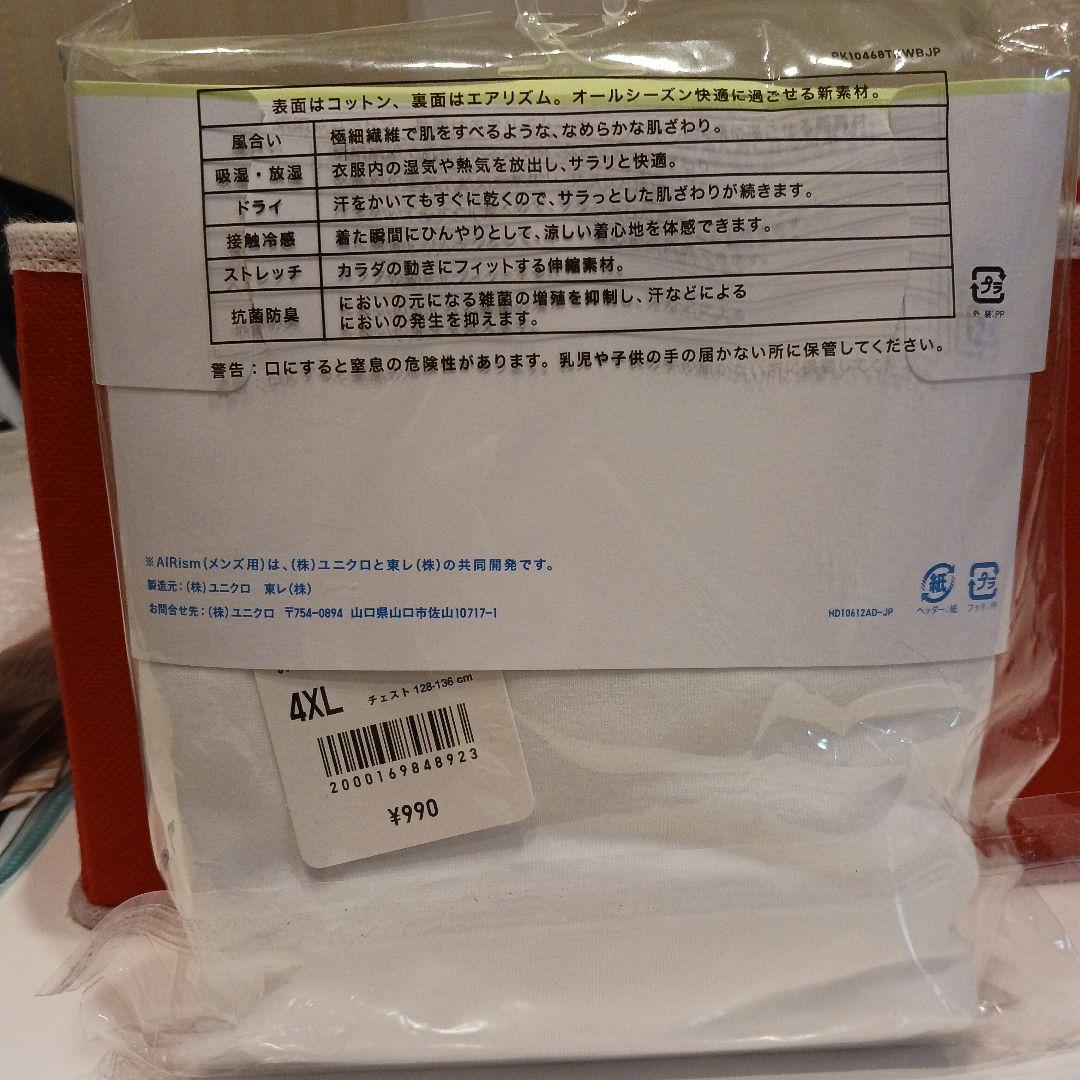 表面はコットン、裏面はエアリズム。オールシーズン快適に過ごせる新素材。
風合い 極細繊維で肌をすべるような、なめらかな肌ざわり。
吸湿・放湿 衣服内の湿気や熱気を放出し、サラリと快適。
ドライ 汗をかいてもすぐに乾くので、サラっとした肌ざわりが続きます。
接触冷感 着た瞬間にひんやりとして、涼しい着心地を体感できます。
ストレッチ カラダの動きにフィットする伸縮素材。
抗菌防臭 においの元になる雑菌の増殖を抑制し、汗などによる
においの発生を抑えます。
プラ
外装:PP
警告:口にすると窒息の危険性があります。乳児や子供の手の届かない所に保管してください。
※AIRism(メンズ用)は、(株)ユニクロと東レ(株)の共同開発です。
製造元:(株)ユニクロ 東レ(株)
お問合せ先:(株)ユニクロ 〒754-0894 山口県山口市佐山10717-1
HD10612AD-JP
紙
ヘッダー:紙
プラ
4XL チェスト 128-136 cm
2000169848923
¥990